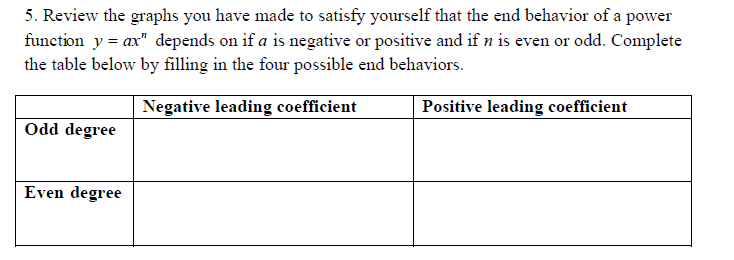 5. Review the graphs you have made to satisfy yourself that the end behavior of a power
function y = axⁿ depends on if a is negative or positive and if n is even or odd. Complete
the table below by filling in the four possible end behaviors.
Negative leading coefficient Positive leading coefficient
Odd degree
Even degree